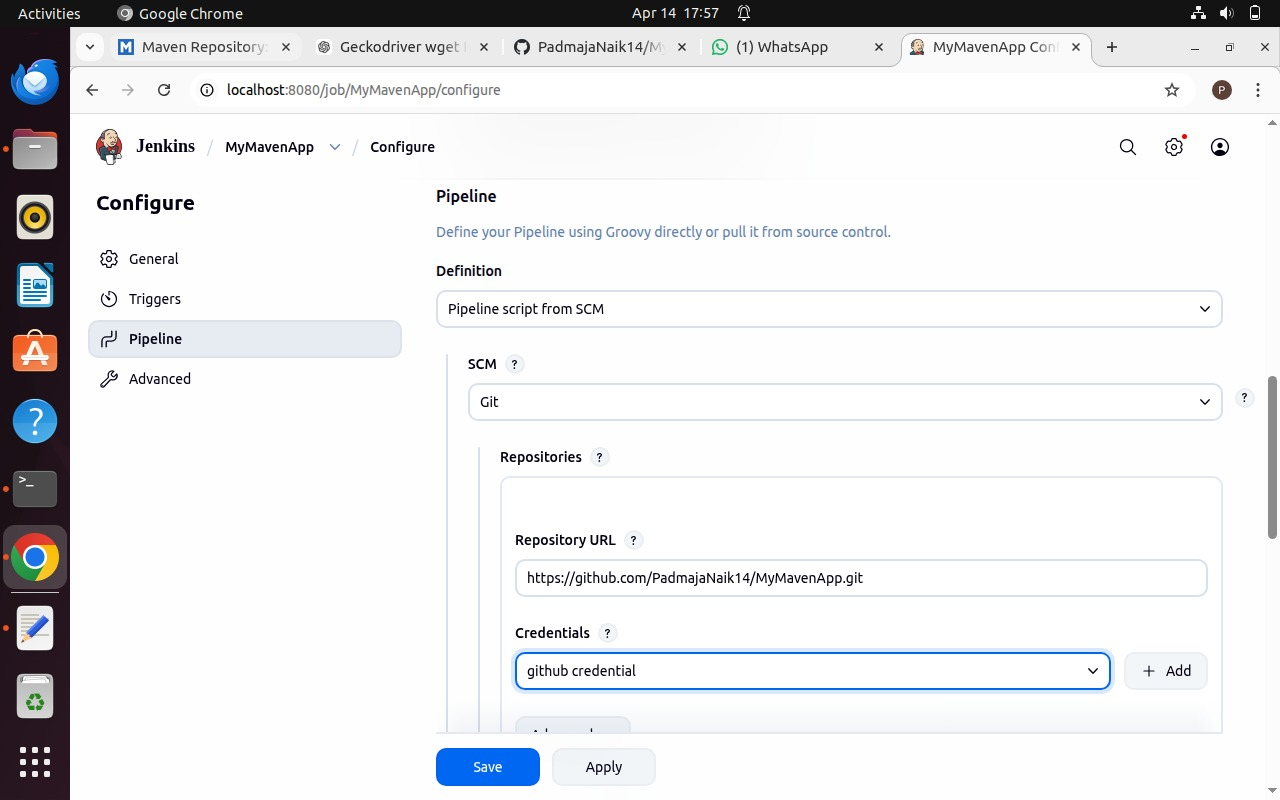 Activities
Google Chrome
Apr 14 17:57
Maven Repository:
Geckodriver wget
PadmajaNaik14/My
(1) WhatsApp
MyMavenApp Con
localhost:8080/job/MyMavenApp/configure
P
Jenkins / MyMavenApp / Configure
Configure
General
Triggers
Pipeline
Advanced
Pipeline
Define your Pipeline using Groovy directly or pull it from source control.
Definition
Pipeline script from SCM
SCM ?
Git
?
Repositories ?
Repository URL ?
https://github.com/PadmajaNaik14/MyMavenApp.git
Credentials ?
github credential
+ Add
Save
Apply